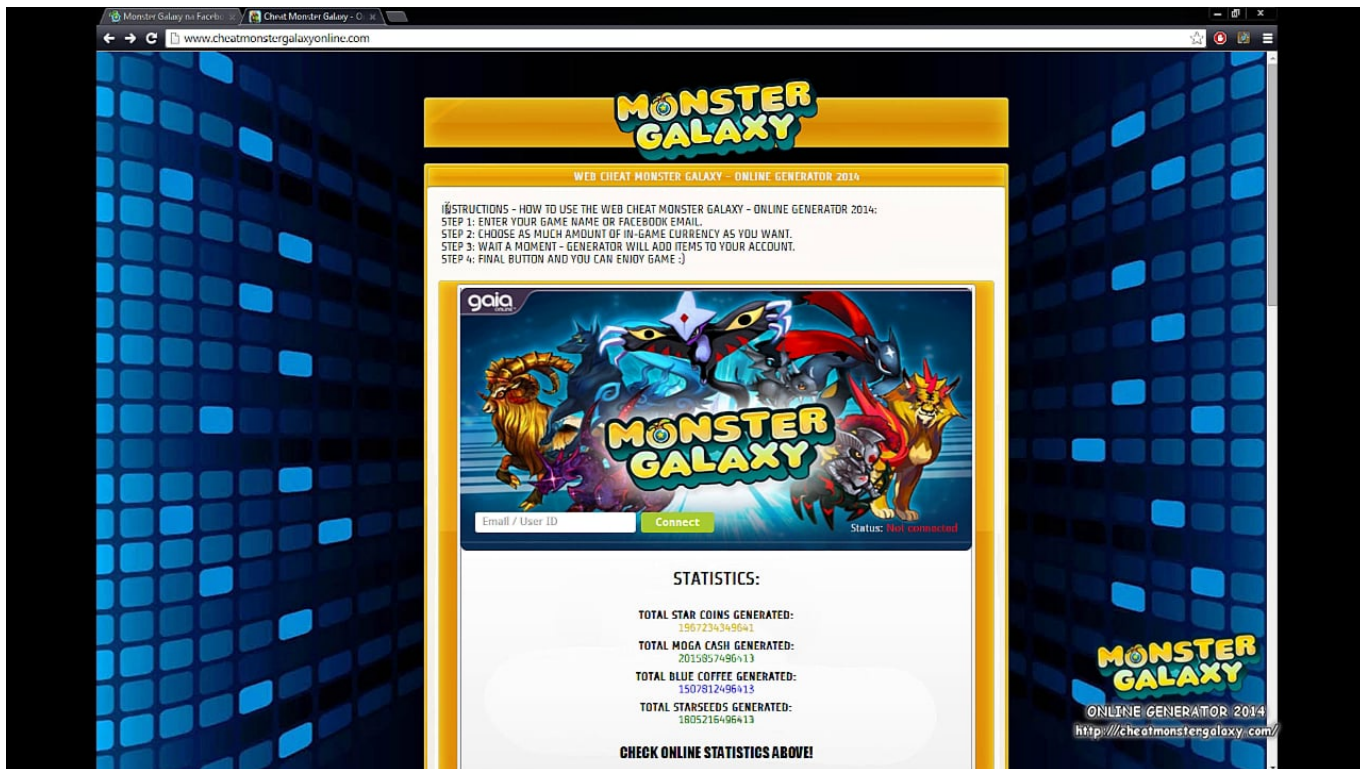 Monster Galaxy na Facebo
Cheat Monster Galaxy - O
www.cheatmonstergalaxyonline.com
MONSTER
GALAXY
WEB CHEAT MONSTER GALAXY - ONLINE GENERATOR 2014
INSTRUCTIONS - HOW TO USE THE WEB CHEAT MONSTER GALAXY - ONLINE GENERATOR 2014:
STEP 1: ENTER YOUR GAME NAME OR FACEBOOK EMAIL.
STEP 2: CHOOSE AS MUCH AMOUNT OF IN-GAME CURRENCY AS YOU WANT.
STEP 3: WAIT A MOMENT - GENERATOR WILL ADD ITEMS TO YOUR ACCOUNT.
STEP 4: FINAL BUTTON AND YOU CAN ENJOY GAME :)
gaia
ONLINE
MONSTER
GALAXY
Email / User ID
Connect
Status: Not connected
STATISTICS:
TOTAL STAR COINS GENERATED:
1967234349641
TOTAL MOGA CASH GENERATED:
2015857496413
TOTAL BLUE COFFEE GENERATED:
1507812496413
TOTAL STARSEEDS GENERATED:
1805216496413
CHECK ONLINE STATISTICS ABOVE!
MONSTER
GALAXY
ONLINE GENERATOR 2014
http://cheatmonstergalaxy.com/